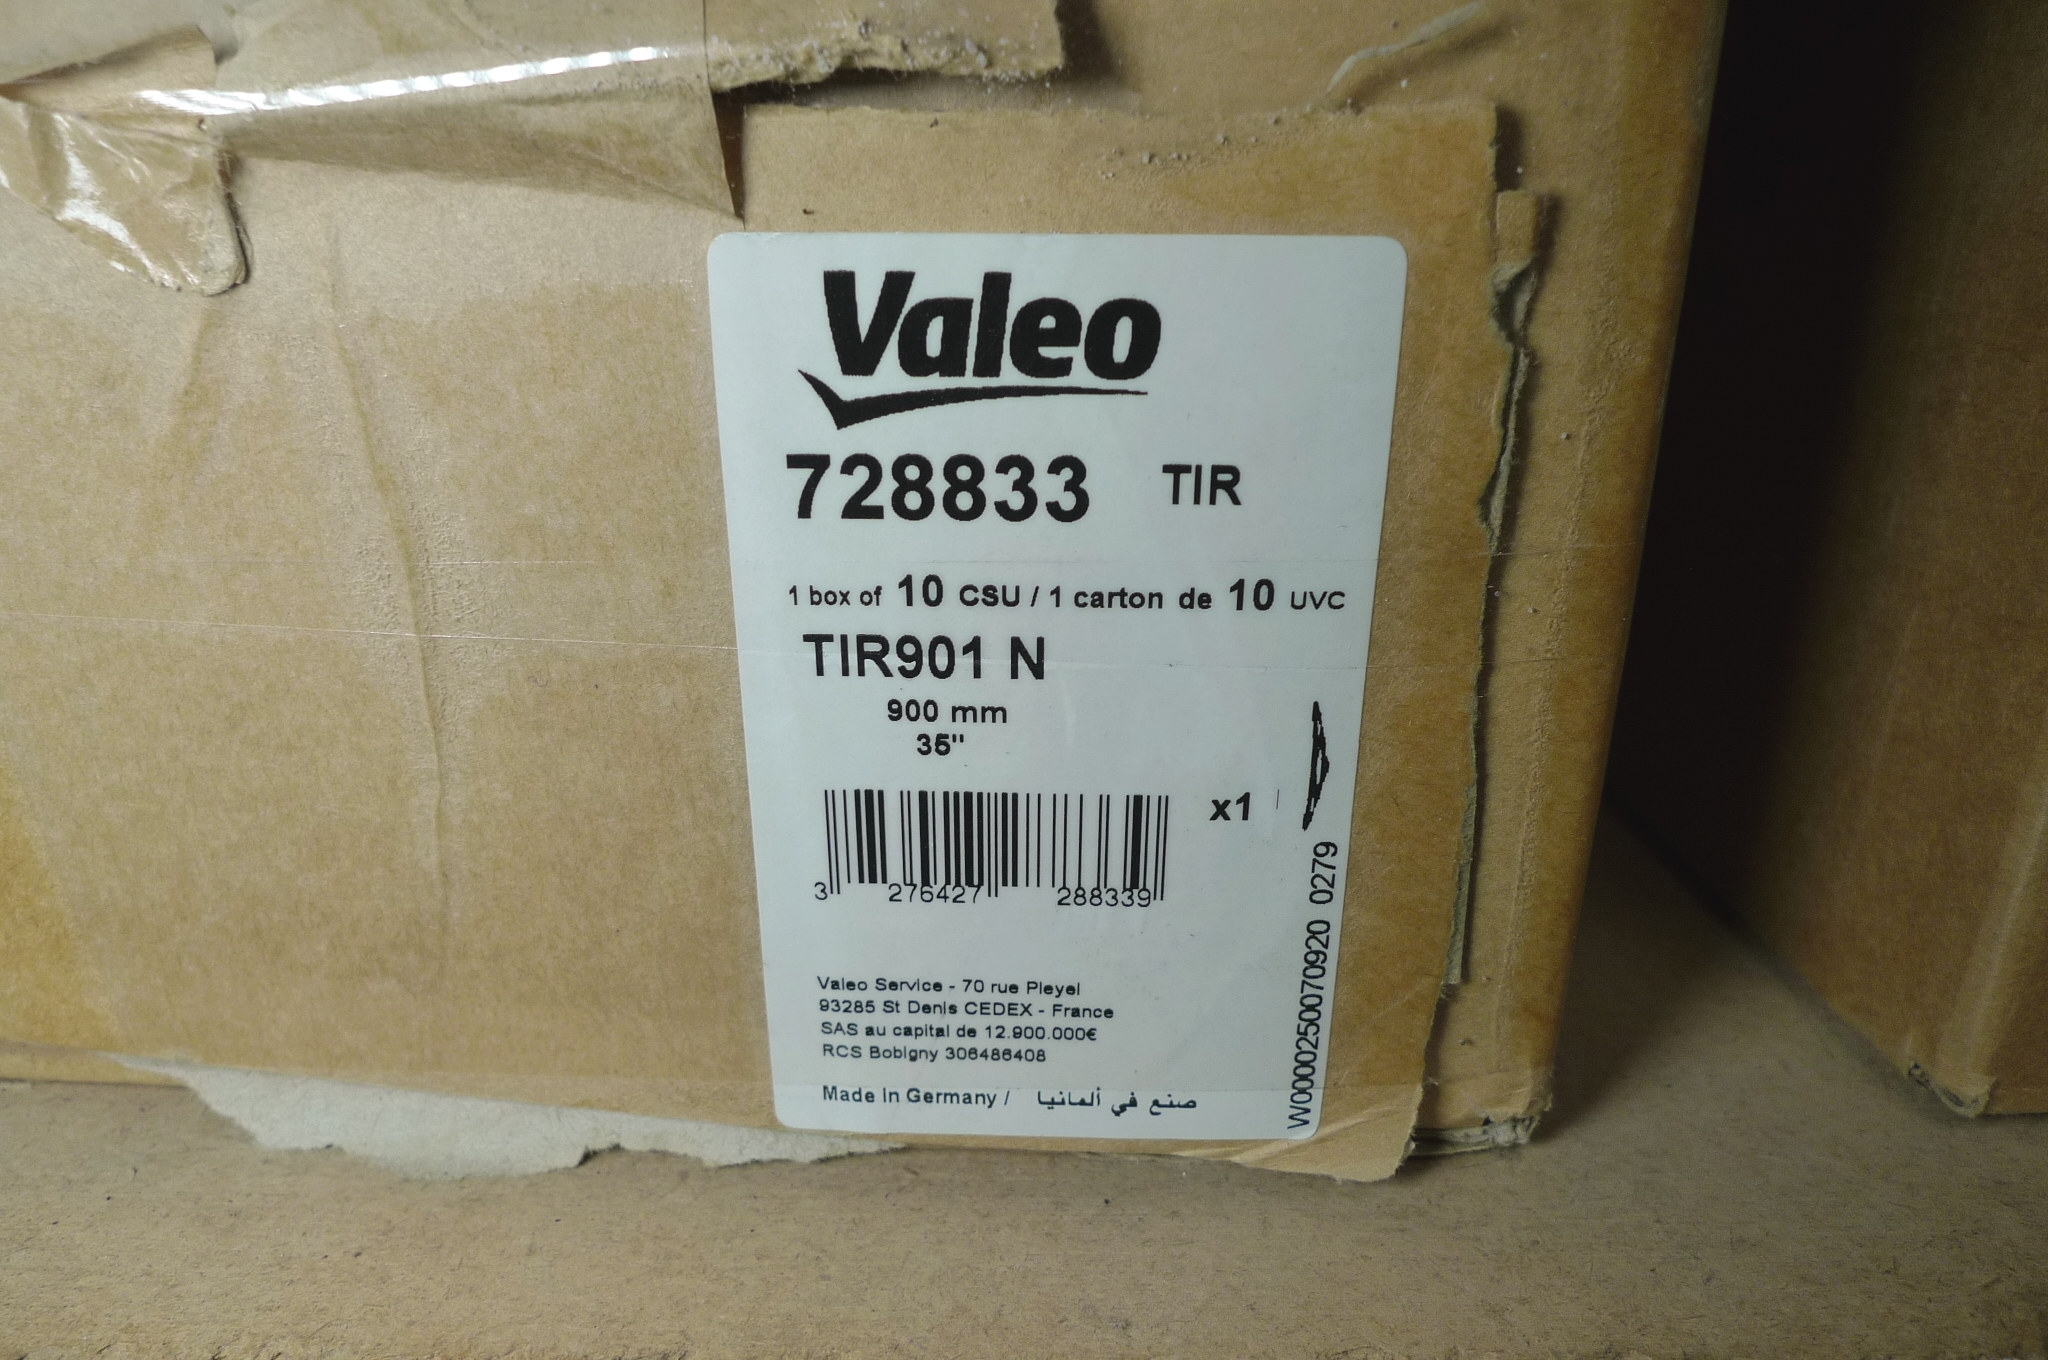 Valeo
728833 TIR
1 box of 10 CSU / 1 carton de 10 UVC
TIR901 N
900 mm
35"
x1
3 276427 288339
W0000250070920 0279
Valeo Service - 70 rue Pleyel
93285 St Denis CEDEX - France
SAS au capital de 12.900.000€
RCS Bobigny 306486408
Made In Germany / صنع في ألمانيا